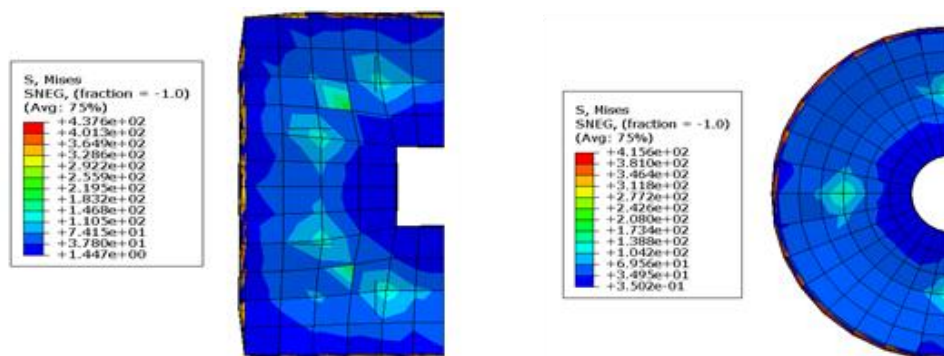 S, Mises
SNEG, (fraction = -1.0)
(Avg: 75%)
+4.376e+02
+4.013e+02
+3.649e+02
+3.286e+02
+2.922e+02
+2.559e+02
+2.195e+02
+1.832e+02
+1.468e+02
+1.105e+02
+7.415e+01
+3.780e+01
+1.447e+00
S, Mises
SNEG, (fraction = -1.0)
(Avg: 75%)
+4.156e+02
+3.810e+02
+3.464e+02
+3.118e+02
+2.772e+02
+2.426e+02
+2.080e+02
+1.734e+02
+1.388e+02
+1.042e+02
+6.956e+01
+3.495e+01
+3.502e-01